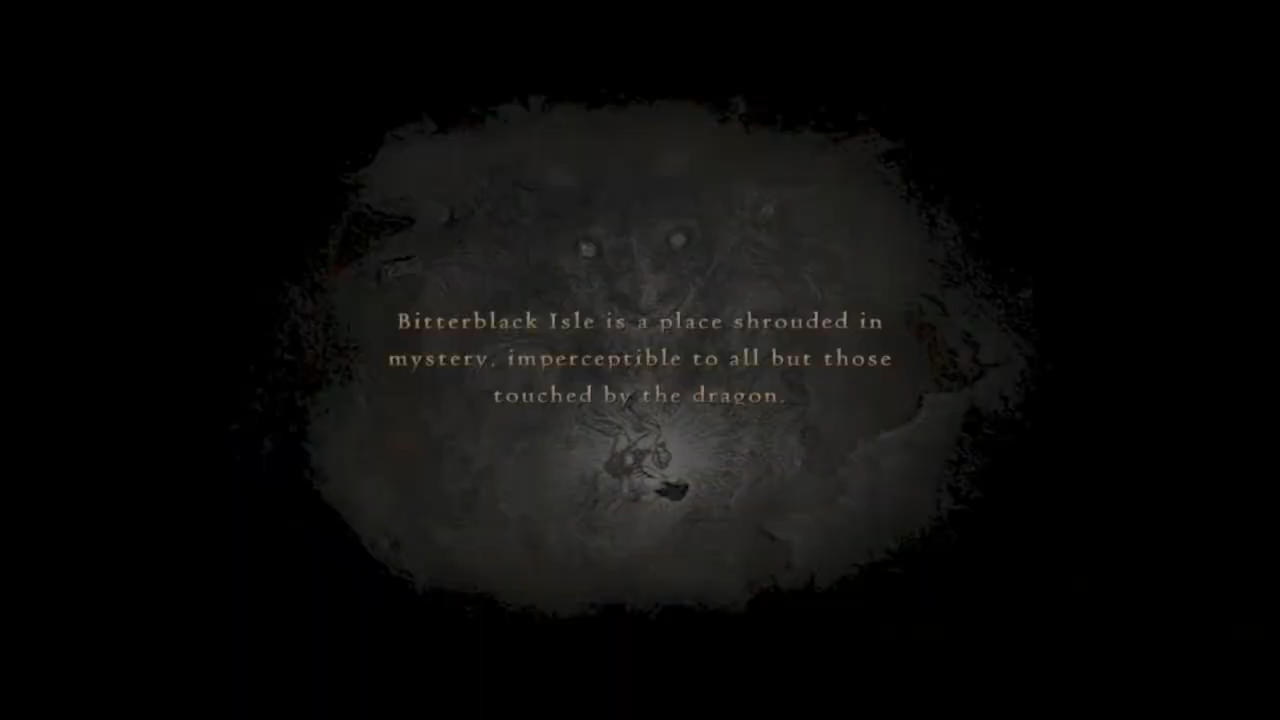 Bitterblack Isle is a place shrouded in
mystery, imperceptible to all but those
touched by the dragon.